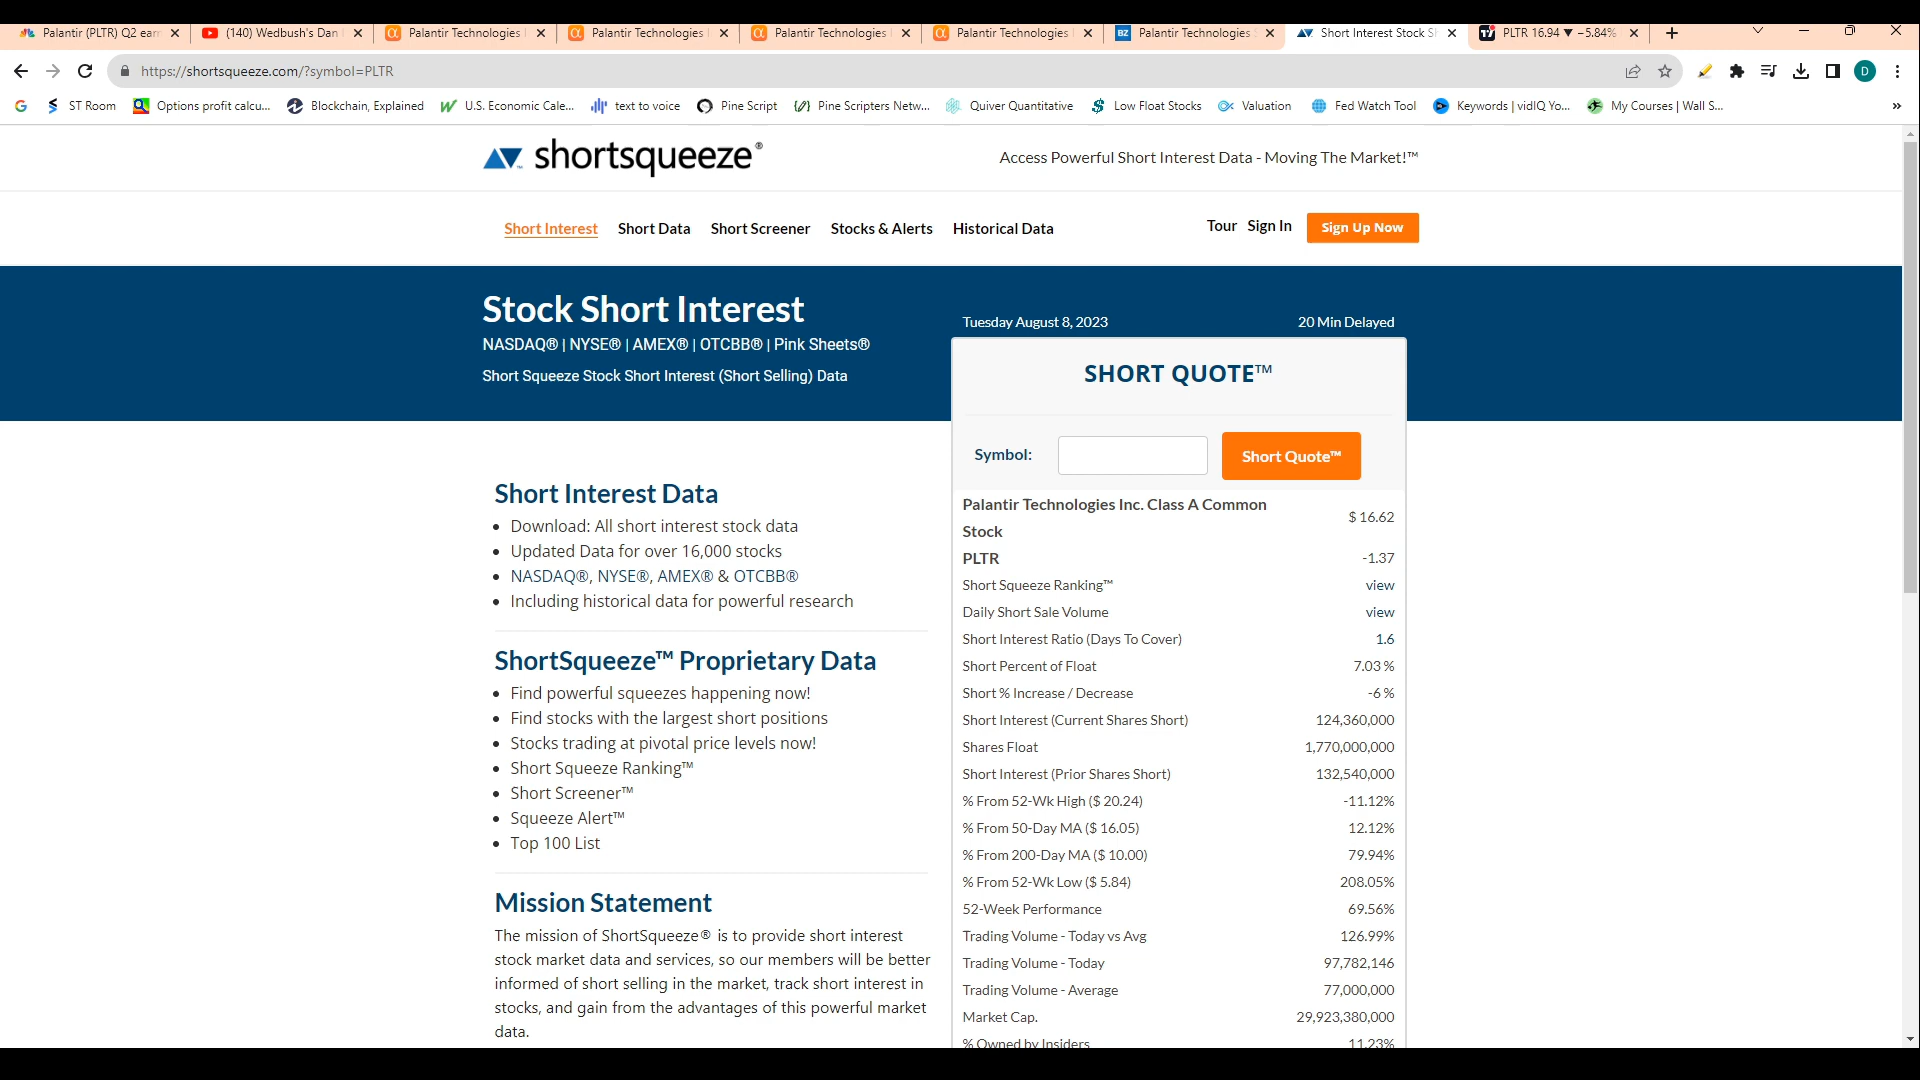 Palantir (PLTR) Q2 ear
(140) Wedbush's Dan
Palantir Technologies
Palantir Technologies
Palantir Technologies
Palantir Technologies
BZ Palantir Technologies
Short Interest Stock S
PLTR 16.94 ▼ −5.84%
https://shortsqueeze.com/?symbol=PLTR
D
ST Room
Options profit calcu...
Blockchain, Explained
U.S. Economic Cale...
text to voice
Pine Script
Pine Scripters Netw...
Quiver Quantitative
Low Float Stocks
Valuation
Fed Watch Tool
Keywords | vidIQ Yo...
My Courses | Wall S...
»
shortsqueeze®
Access Powerful Short Interest Data - Moving The Market!™
Short Interest
Short Data
Short Screener
Stocks & Alerts
Historical Data
Tour
Sign In
Sign Up Now
Stock Short Interest
NASDAQ® | NYSE® | AMEX® | OTCBB® | Pink Sheets®
Short Squeeze Stock Short Interest (Short Selling) Data
Tuesday August 8, 2023
20 Min Delayed
SHORT QUOTE™
Symbol:
Short Quote™
Short Interest Data
• Download: All short interest stock data
• Updated Data for over 16,000 stocks
• NASDAQ®, NYSE®, AMEX® & OTCBB®
• Including historical data for powerful research
ShortSqueeze™ Proprietary Data
• Find powerful squeezes happening now!
• Find stocks with the largest short positions
• Stocks trading at pivotal price levels now!
• Short Squeeze Ranking™
• Short Screener™
• Squeeze Alert™
• Top 100 List
Mission Statement
The mission of ShortSqueeze® is to provide short interest
stock market data and services, so our members will be better
informed of short selling in the market, track short interest in
stocks, and gain from the advantages of this powerful market
data.
Palantir Technologies Inc. Class A Common
Stock
$ 16.62
PLTR -1.37
Short Squeeze Ranking™ view
Daily Short Sale Volume view
Short Interest Ratio (Days To Cover) 1.6
Short Percent of Float 7.03 %
Short % Increase / Decrease -6 %
Short Interest (Current Shares Short) 124,360,000
Shares Float 1,770,000,000
Short Interest (Prior Shares Short) 132,540,000
% From 52-Wk High ($ 20.24) -11.12%
% From 50-Day MA ($ 16.05) 12.12%
% From 200-Day MA ($ 10.00) 79.94%
% From 52-Wk Low ($ 5.84) 208.05%
52-Week Performance 69.56%
Trading Volume - Today vs Avg 126.99%
Trading Volume - Today 97,782,146
Trading Volume - Average 77,000,000
Market Cap. 29,923,380,000
% Owned by Insiders 11.23%